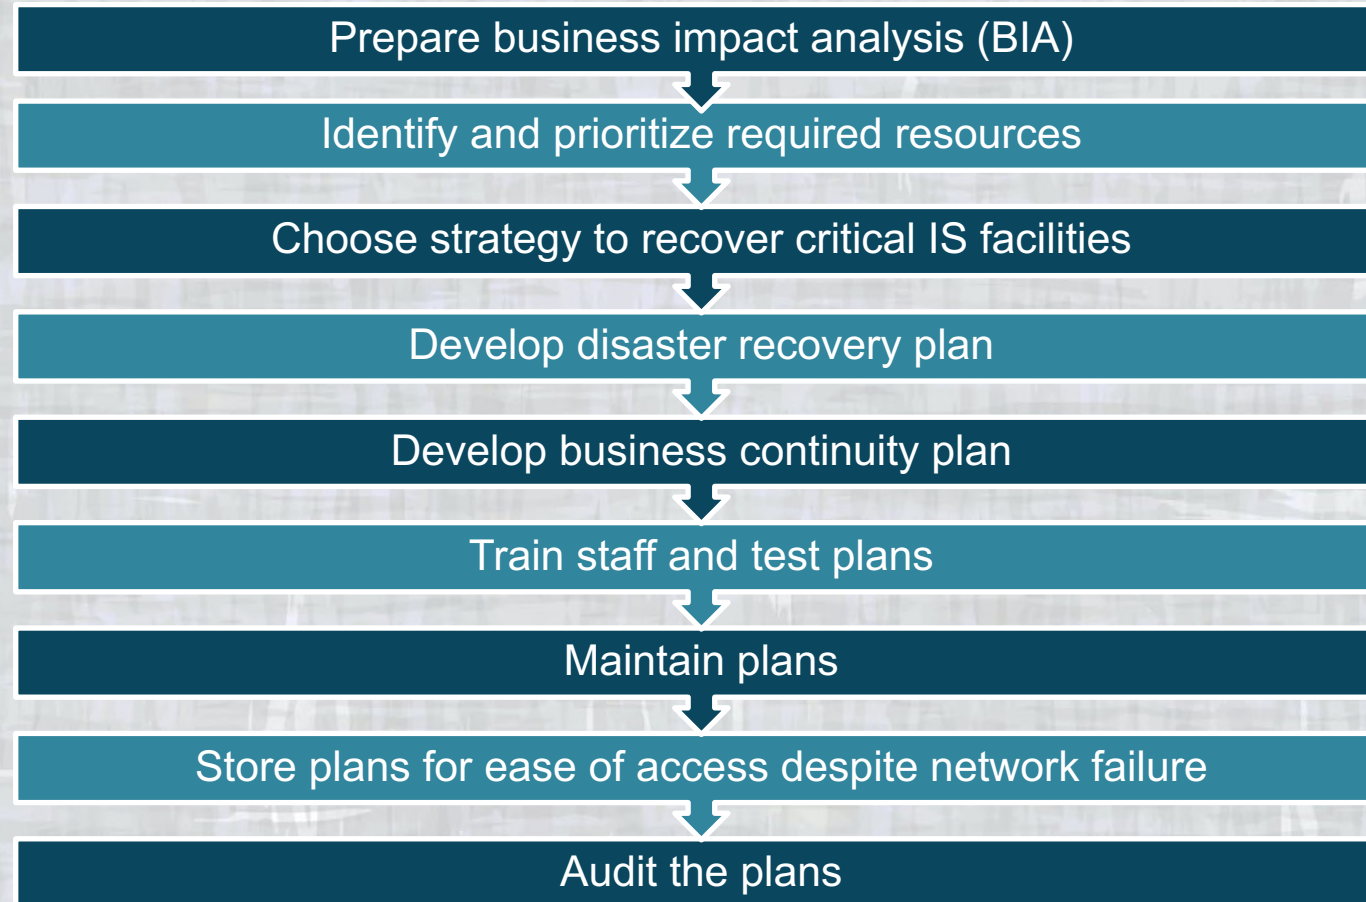 Prepare business impact analysis (BIA)
Identify and prioritize required resources
Choose strategy to recover critical IS facilities
Develop disaster recovery plan
Develop business continuity plan
Train staff and test plans
Maintain plans
Store plans for ease of access despite network failure
Audit the plans